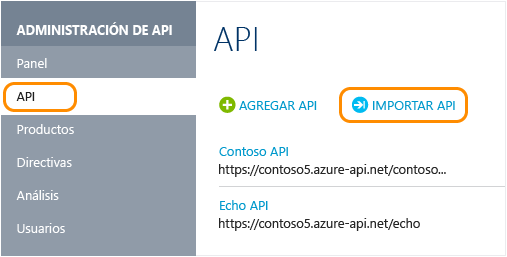 ADMINISTRACIÓN DE API
Panel
API
Productos
Directivas
Análisis
Usuarios
API
AGREGAR API
IMPORTAR API
Contoso API
https://contoso5.azure-api.net/contoso...
Echo API
https://contoso5.azure-api.net/echo